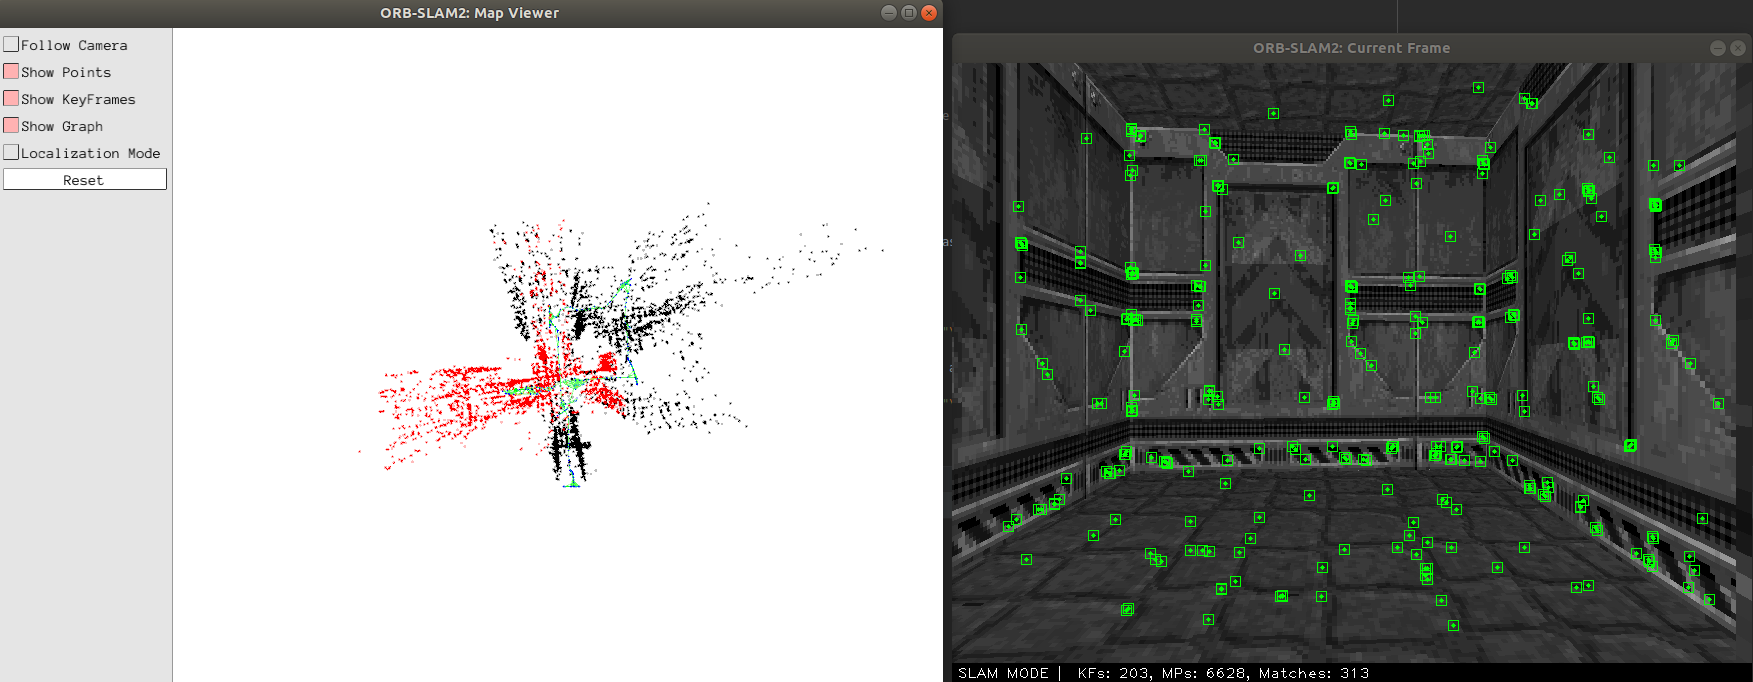 ORB-SLAM2: Map Viewer
Follow Camera
Show Points
Show KeyFrames
Show Graph
Localization Mode
Reset
ORB-SLAM2: Current Frame
SLAM MODE | KFs: 203, MPs: 6628, Matches: 313